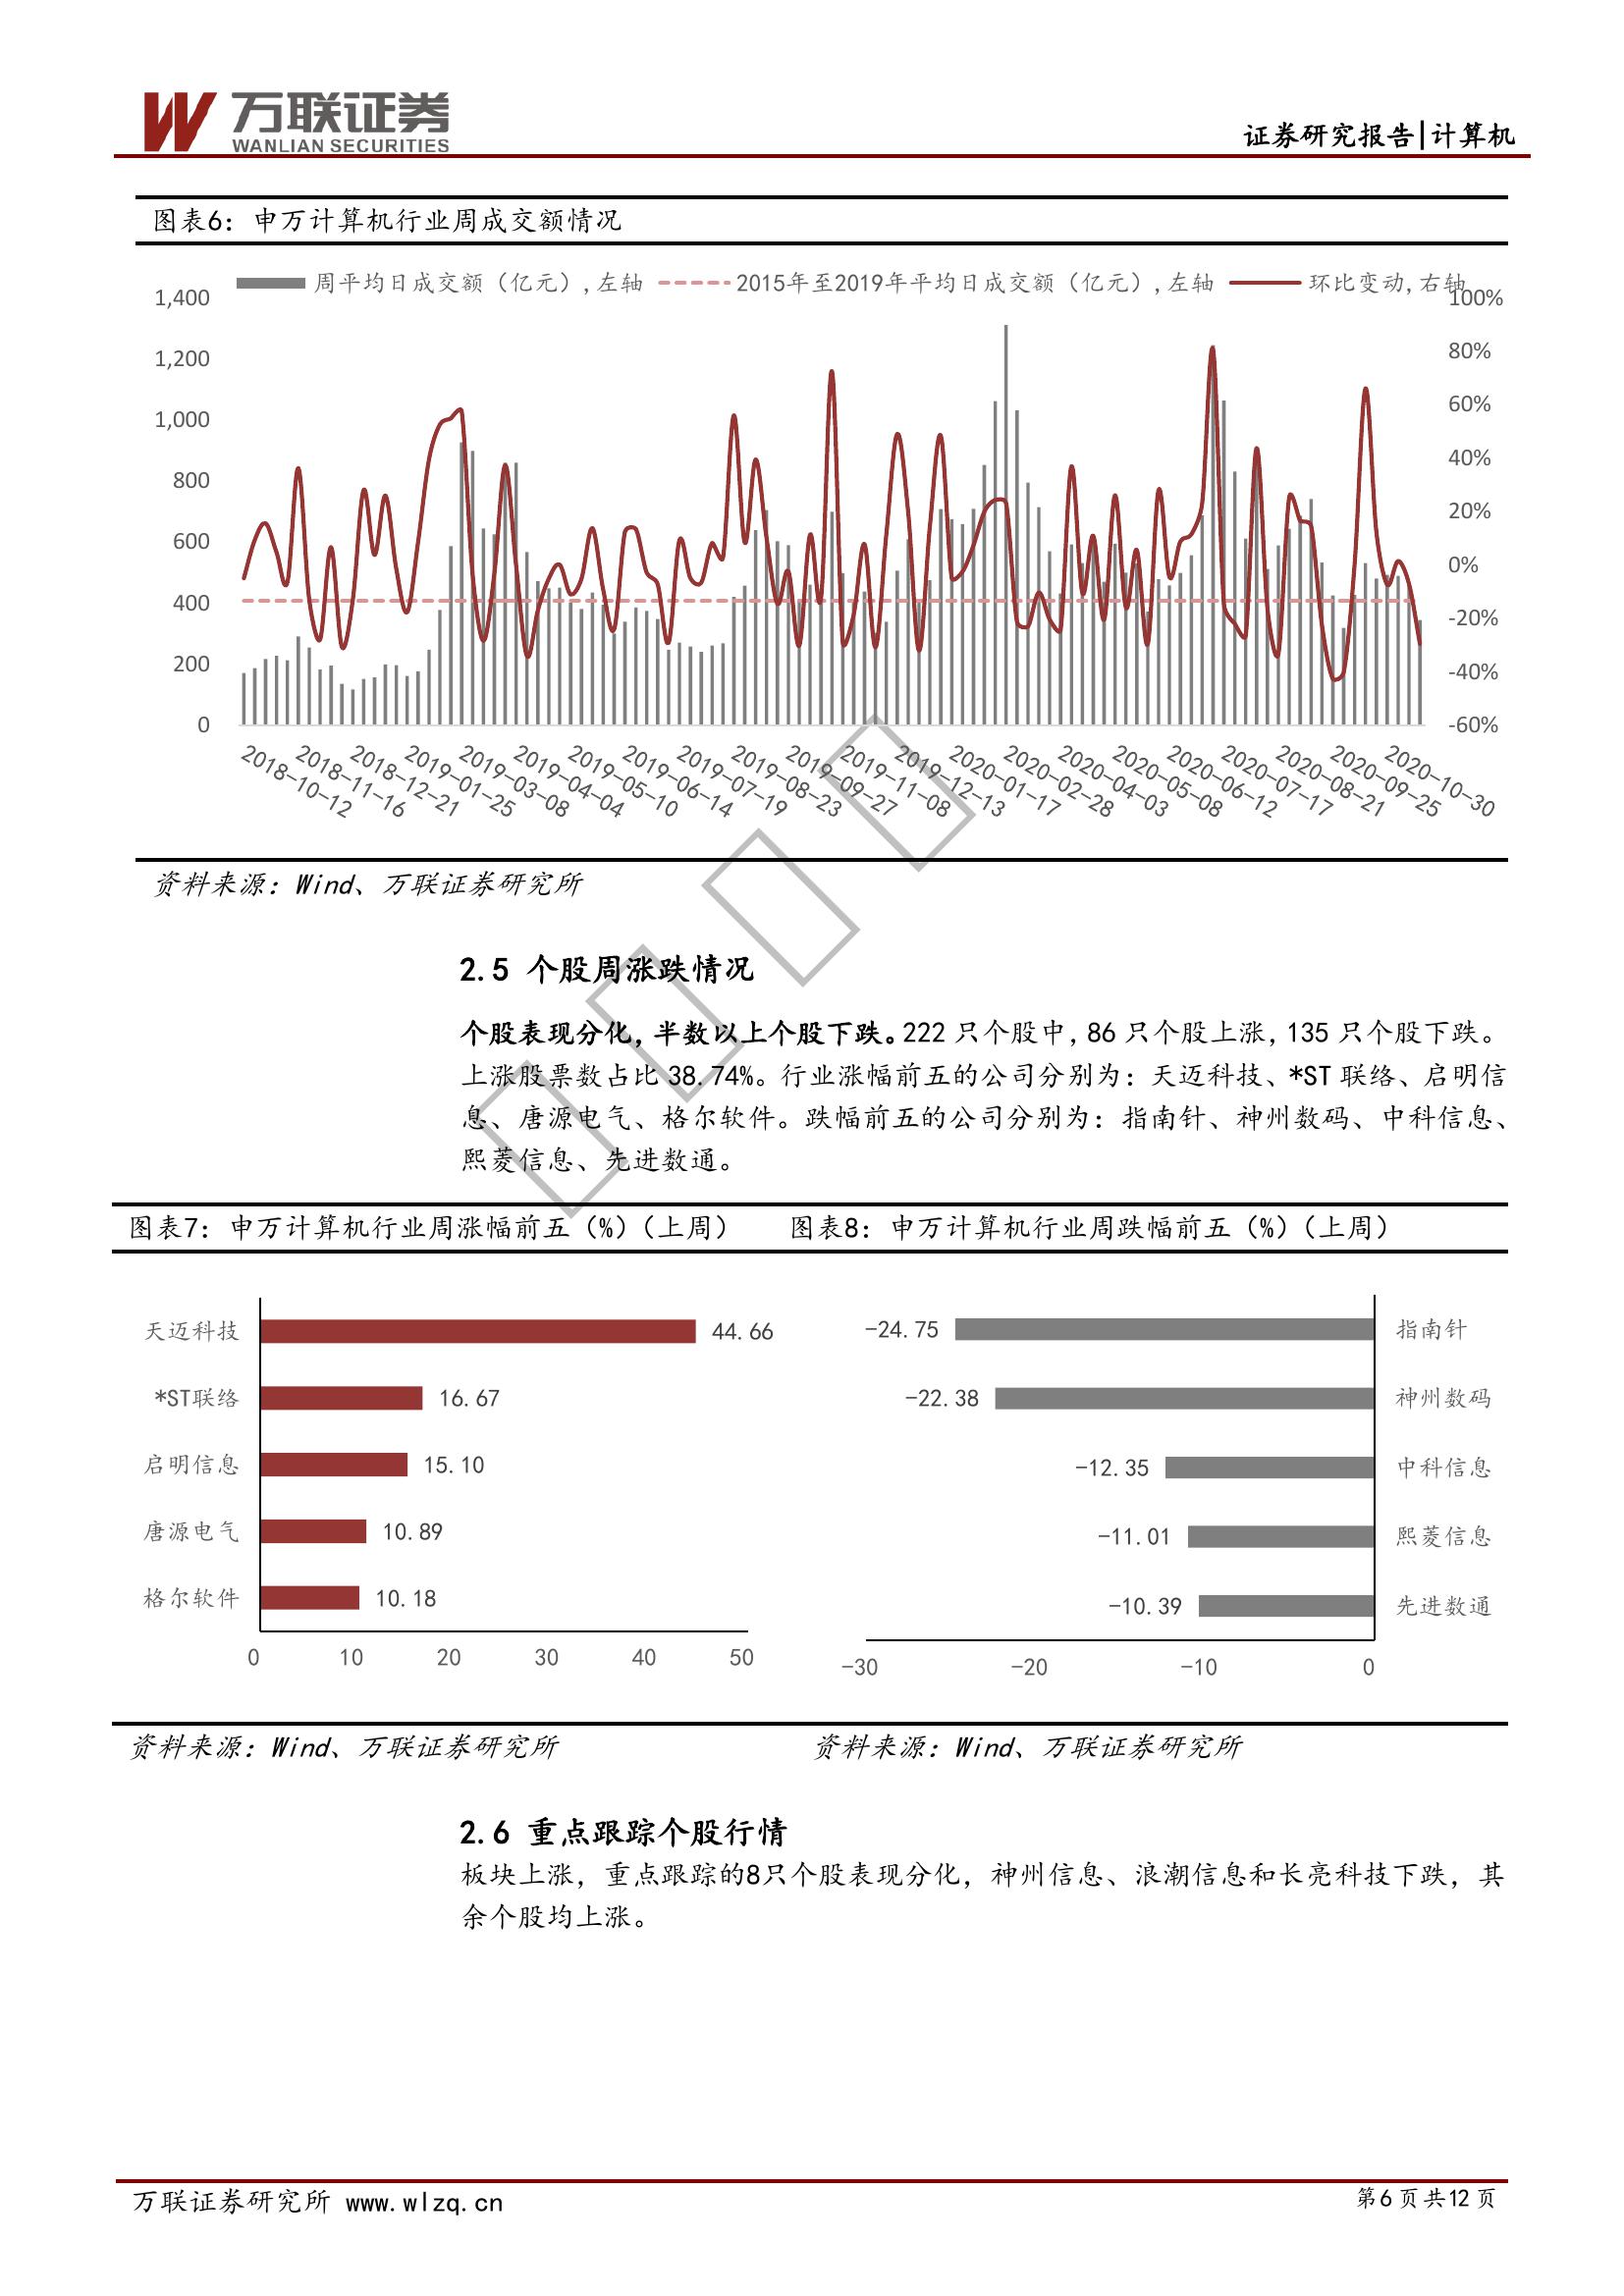 万联证券
WANLIAN SECURITIES
证券研究报告|计算机
图表6：申万计算机行业周成交额情况
周平均日成交额（亿元）,左轴 2015年至2019年平均日成交额（亿元）,左轴 环比变动,右轴
1,400
1,200
1,000
800
600
400
200
0
100%
80%
60%
40%
20%
0%
-20%
-40%
-60%
2018-10-12
2018-11-16
2018-12-21
2019-01-25
2019-03-08
2019-04-04
2019-05-10
2019-06-14
2019-07-19
2019-08-23
2019-09-27
2019-11-08
2019-12-13
2020-01-17
2020-02-28
2020-04-03
2020-05-08
2020-06-12
2020-07-17
2020-08-21
2020-09-25
2020-10-30
资料来源：Wind、万联证券研究所
2.5 个股周涨跌情况
个股表现分化，半数以上个股下跌。222 只个股中，86 只个股上涨，135 只个股下跌。
上涨股票数占比 38.74%。行业涨幅前五的公司分别为：天迈科技、*ST 联络、启明信
息、唐源电气、格尔软件。跌幅前五的公司分别为：指南针、神州数码、中科信息、
熙菱信息、先进数通。
图表7：申万计算机行业周涨幅前五（%）（上周）
天迈科技 44.66
*ST联络 16.67
启明信息 15.10
唐源电气 10.89
格尔软件 10.18
0 10 20 30 40 50
资料来源：Wind、万联证券研究所
图表8：申万计算机行业周跌幅前五（%）（上周）
-24.75 指南针
-22.38 神州数码
-12.35 中科信息
-11.01 熙菱信息
-10.39 先进数通
-30 -20 -10 0
资料来源：Wind、万联证券研究所
2.6 重点跟踪个股行情
板块上涨，重点跟踪的8只个股表现分化，神州信息、浪潮信息和长亮科技下跌，其
余个股均上涨。
万联证券研究所 www.wlzq.cn
第 6 页 共 12 页